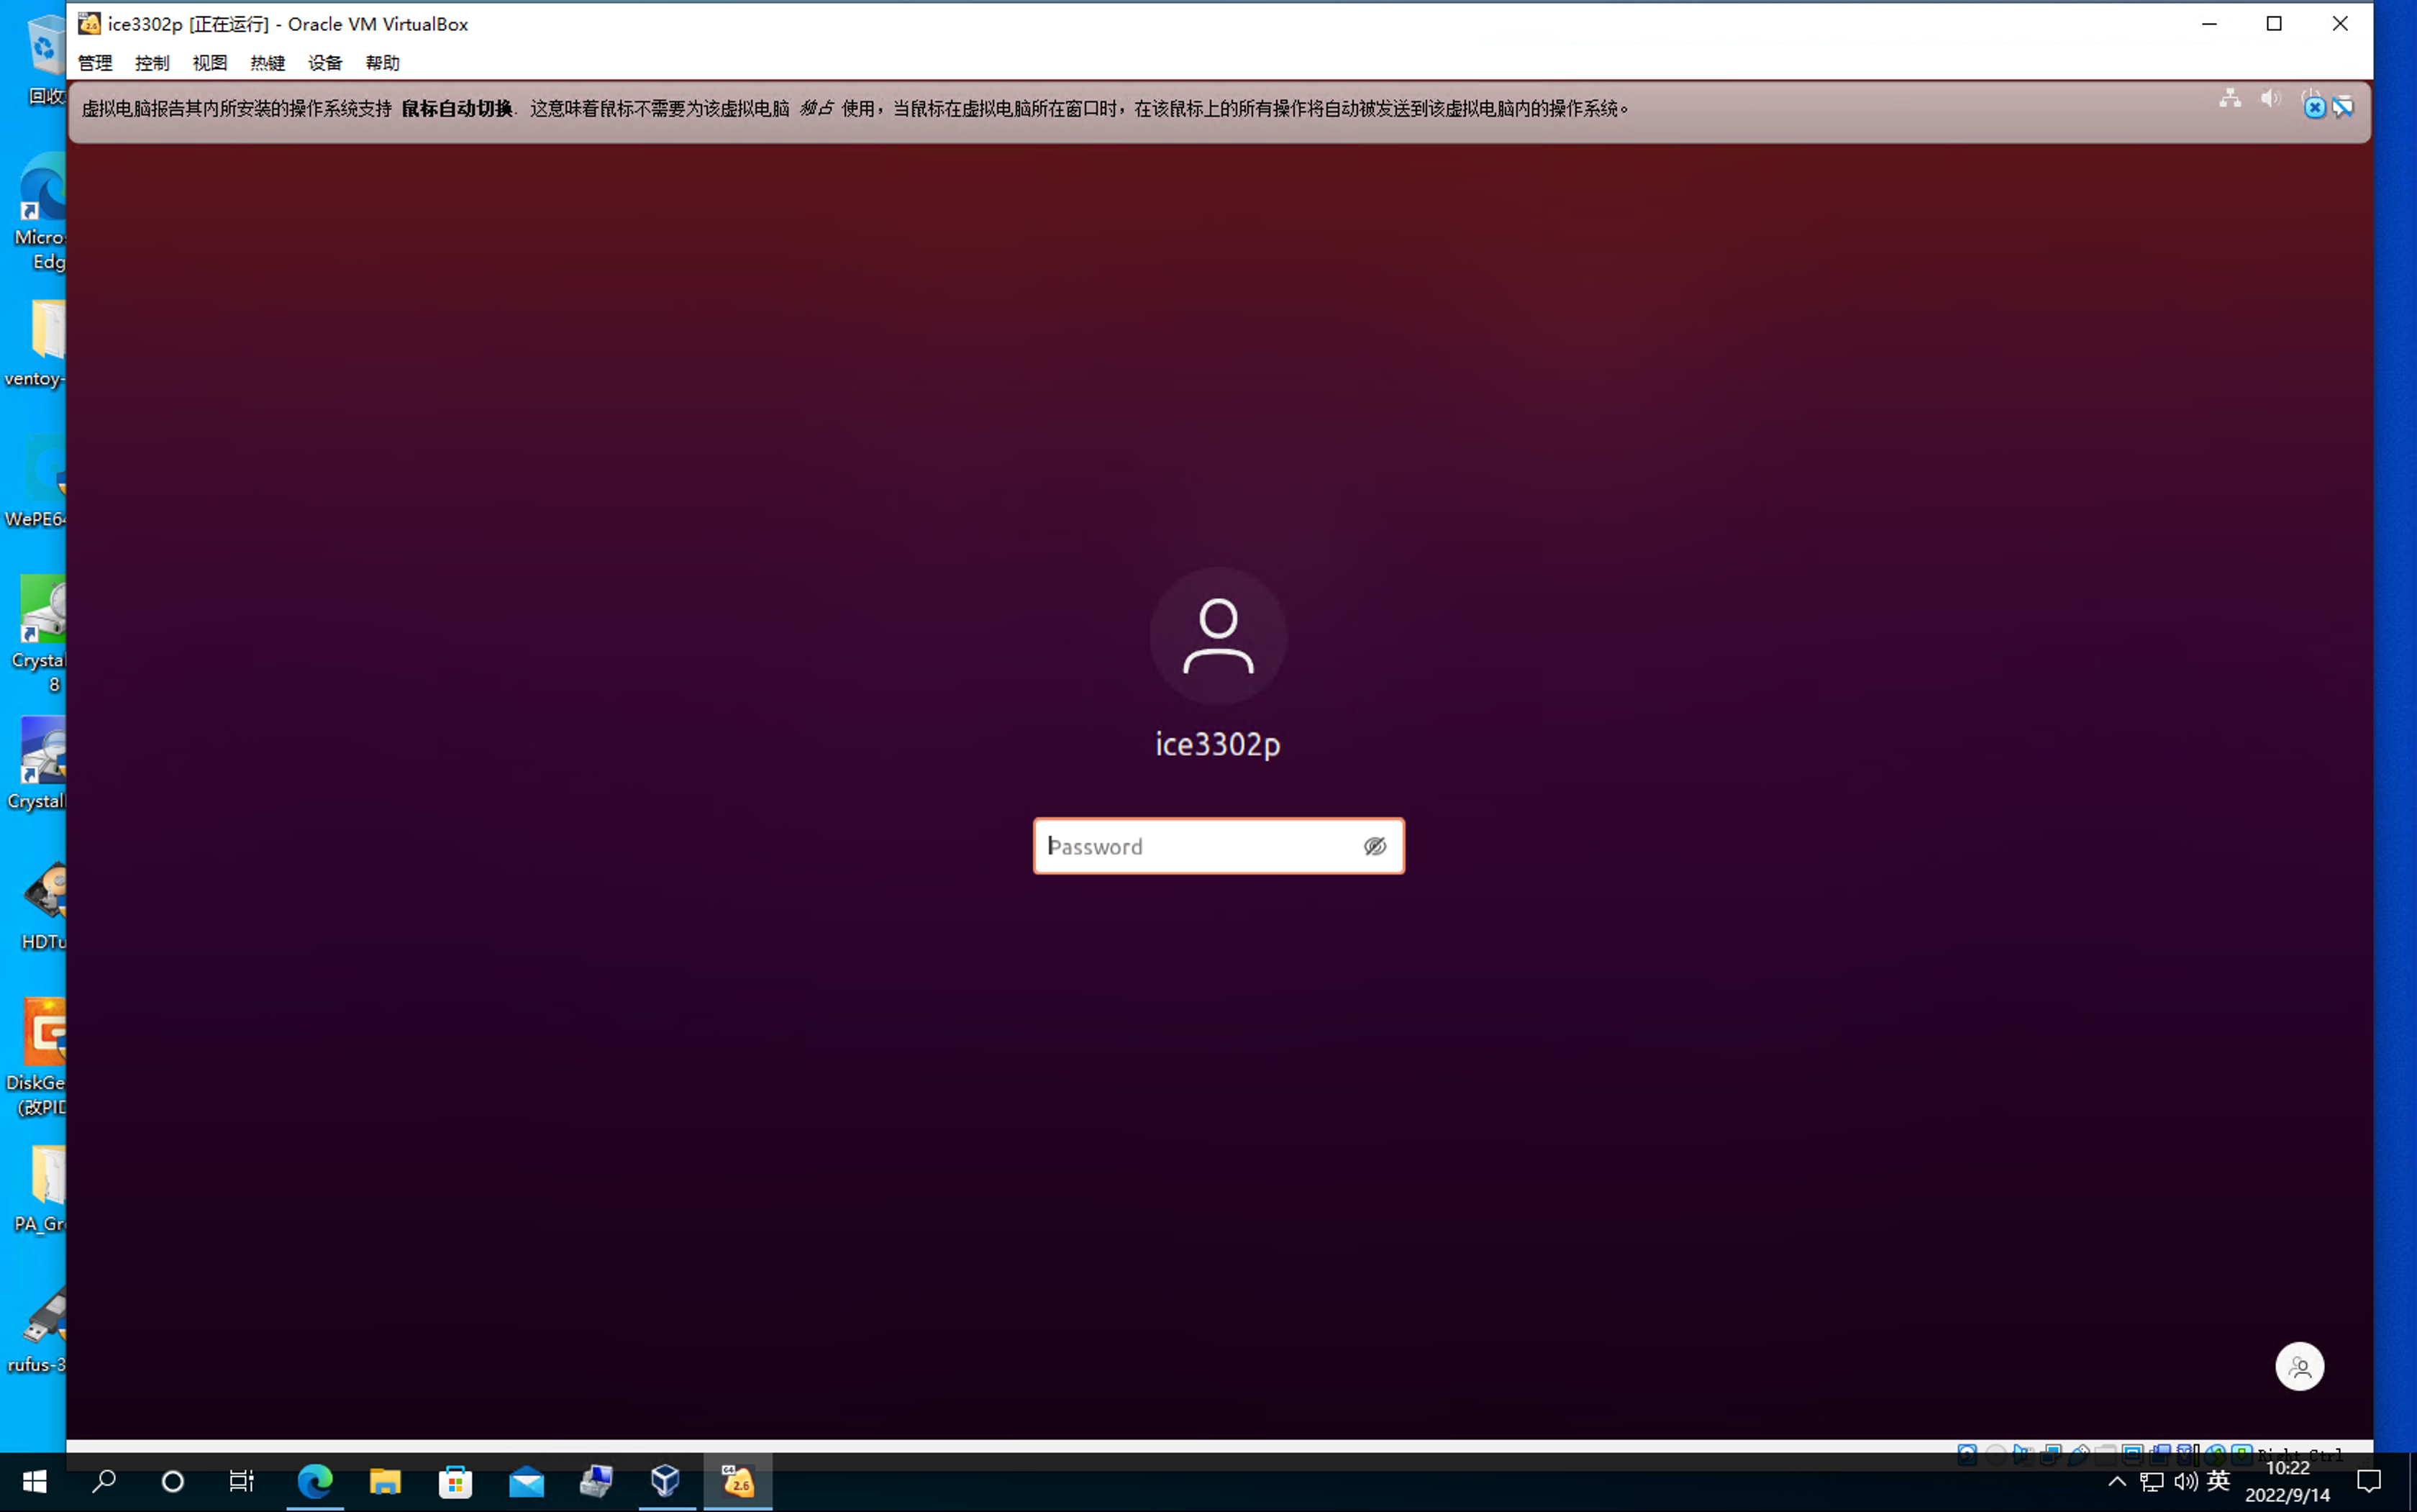 ice3302p [正在运行] - Oracle VM VirtualBox
管理 控制 视图 热键 设备 帮助
虚拟电脑报告其内所安装的操作系统支持 鼠标自动切换. 这意味着鼠标不需要为该虚拟电脑 独占 使用，当鼠标在虚拟电脑所在窗口时，在该鼠标上的所有操作将自动被发送到该虚拟电脑内的操作系统。
回收
Micro
Edg
ventoy-
WePE64
Crystal
8
Crystal
HDTu
DiskGe
(改PID
PA_Gr
rufus-3
ice3302p
Password
Right Ctrl
英
10:22
2022/9/14